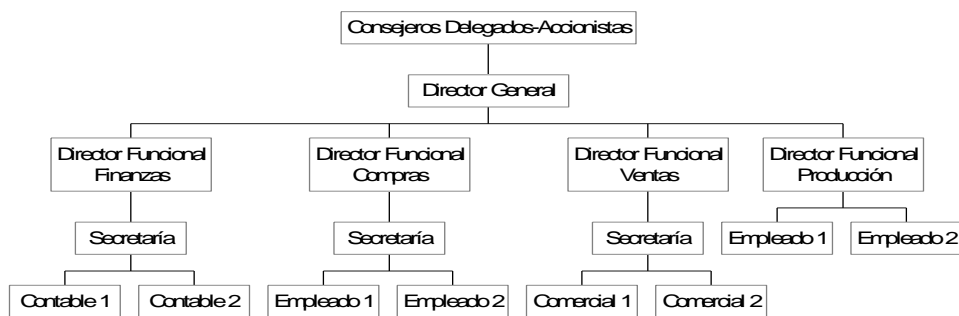 Consejeros Delegados-Accionistas
Director General
Director Funcional
Finanzas
Director Funcional
Compras
Director Funcional
Ventas
Director Funcional
Producción
Secretaría
Secretaría
Secretaría
Empleado 1
Empleado 2
Contable 1
Contable 2
Empleado 1
Empleado 2
Comercial 1
Comercial 2